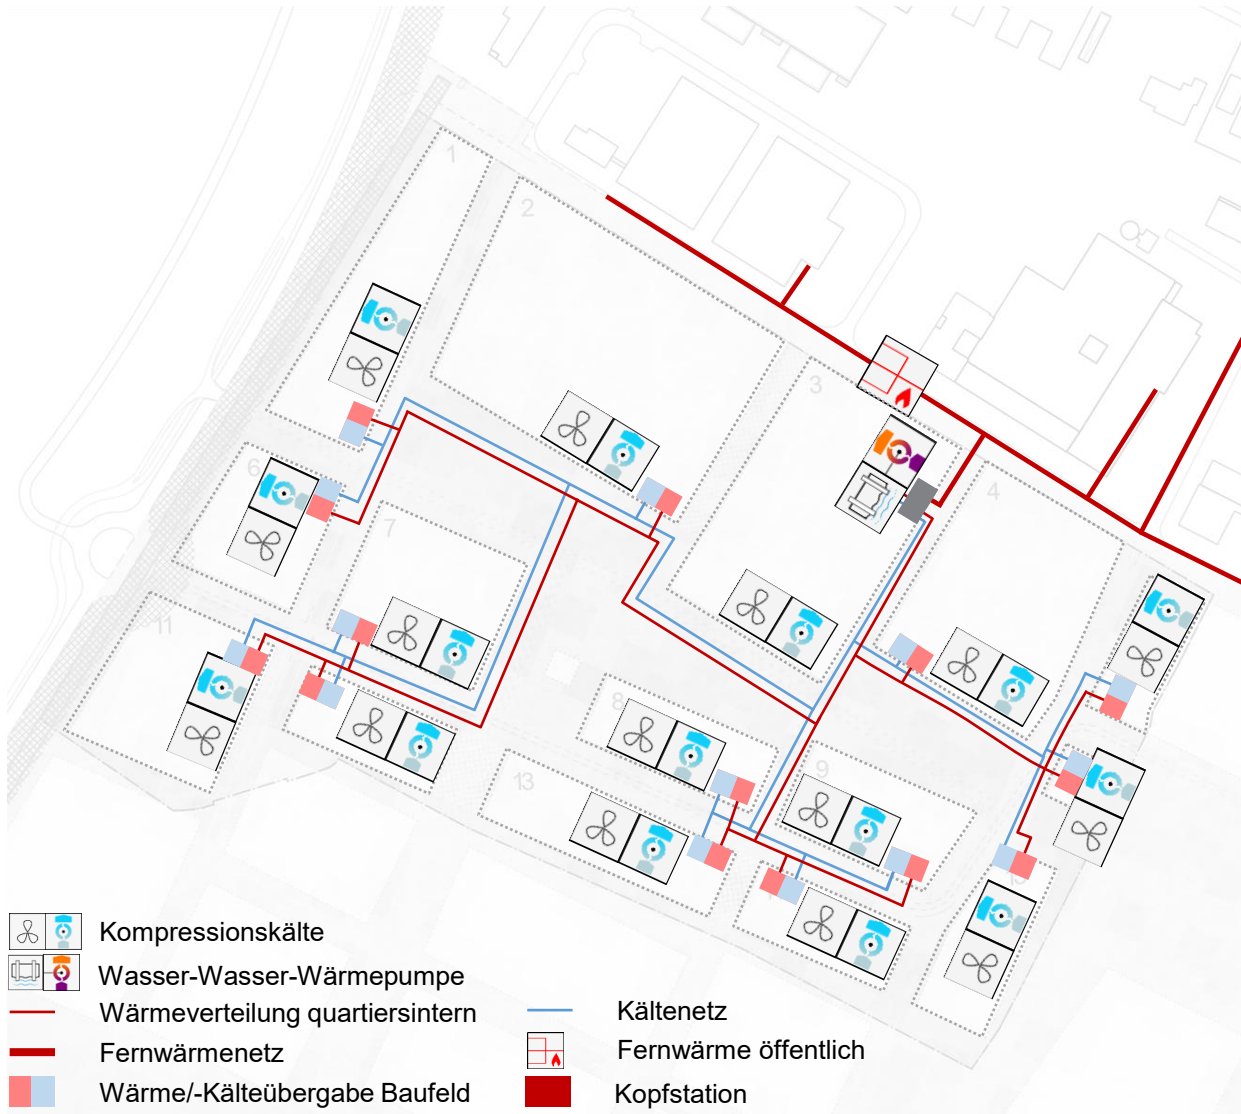 1
2
3
4
6
7
11
8
9
13
15
Kompressionskälte
Wasser-Wasser-Wärmepumpe
Wärmeverteilung quartiersintern
Kältenetz
Fernwärmenetz
Fernwärme öffentlich
Wärme/-Kälteübergabe Baufeld
Kopfstation